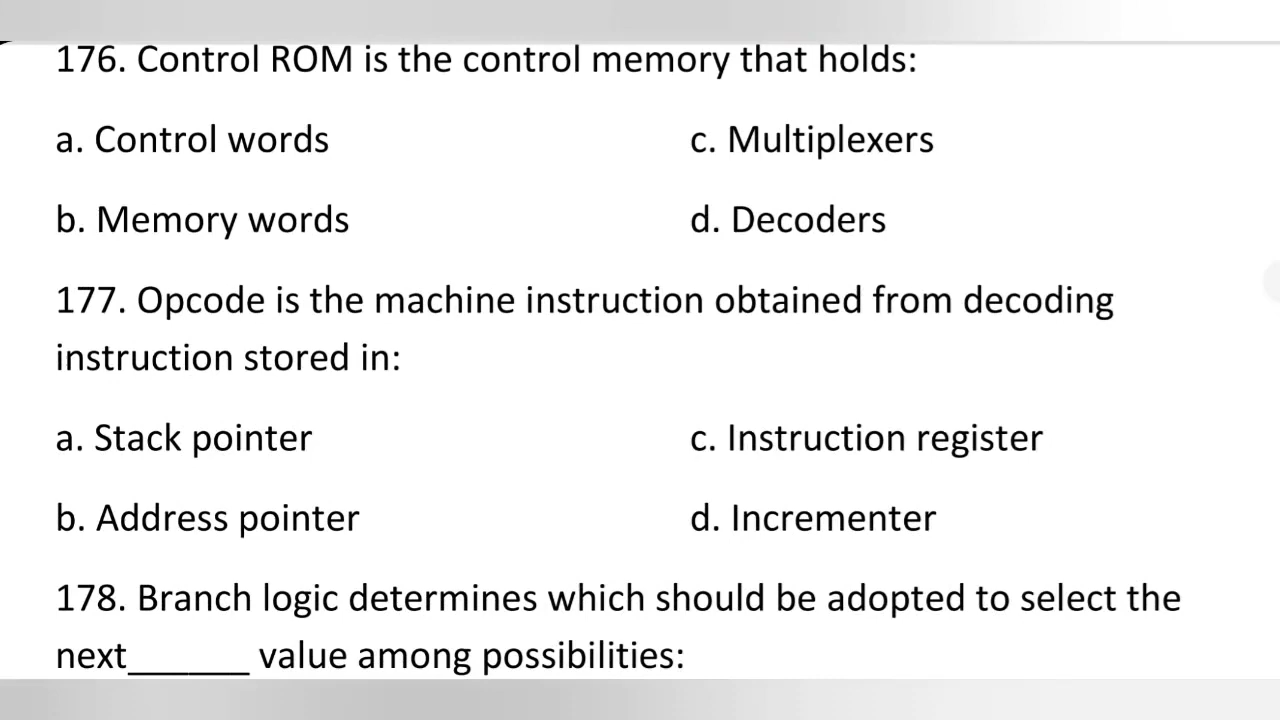 176. Control ROM is the control memory that holds:
a. Control words c. Multiplexers
b. Memory words d. Decoders
177. Opcode is the machine instruction obtained from decoding
instruction stored in:
a. Stack pointer c. Instruction register
b. Address pointer d. Incrementer
178. Branch logic determines which should be adopted to select the
next______ value among possibilities: